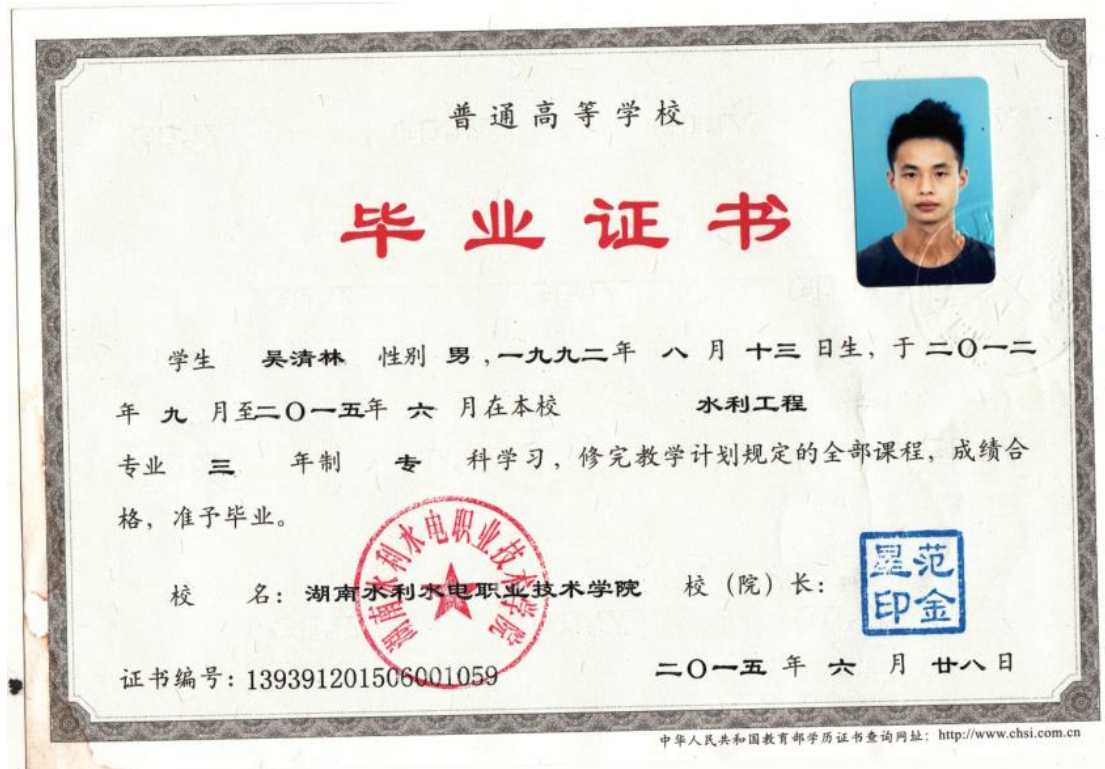 普通高等学校
毕业证书
学生 吴清林 性别 男，一九九二年 八 月 十三 日生，于 二〇一二
年 九 月至二〇一五年 六 月在本校 水利工程
专业 三 年制 专 科学习，修完教学计划规定的全部课程，成绩合
格，准予毕业。
湖南水利水电职业技术学院
校 名：湖南水利水电职业技术学院 校（院）长：
范金星印
证书编号：139391201506001059
二〇一五 年 六 月 廿八日
中华人民共和国教育部学历证书查询网址：http://www.chsi.com.cn